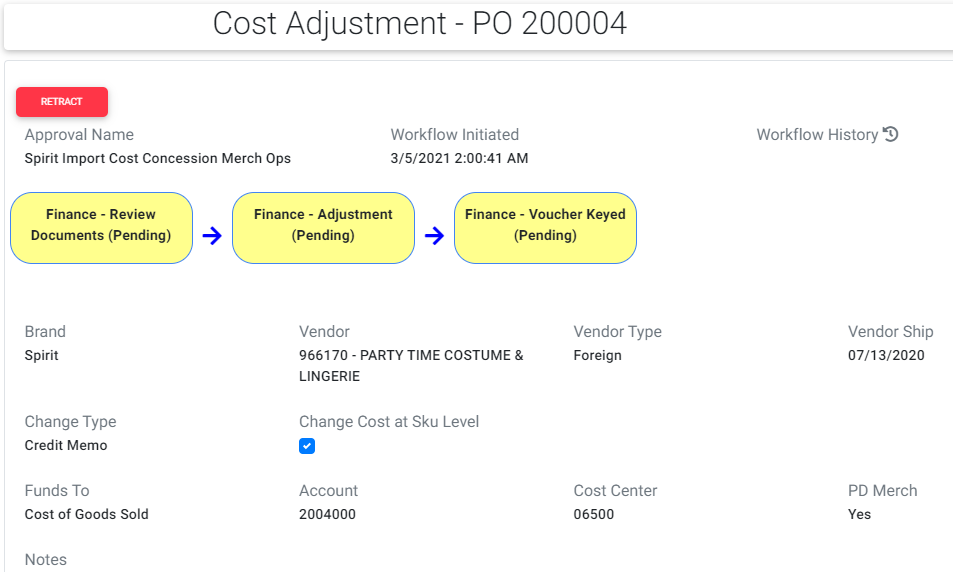 Cost Adjustment - PO 200004
RETRACT
Approval Name
Workflow Initiated
Workflow History
Spirit Import Cost Concession Merch Ops
3/5/2021 2:00:41 AM
Finance - Review
Documents (Pending)
Finance - Adjustment
(Pending)
Finance - Voucher Keyed
(Pending)
Brand
Vendor
Vendor Type
Vendor Ship
Spirit
966170 - PARTY TIME COSTUME &
LINGERIE
Foreign
07/13/2020
Change Type
Change Cost at Sku Level
Credit Memo
Funds To
Account
Cost Center
PD Merch
Cost of Goods Sold
2004000
06500
Yes
Notes